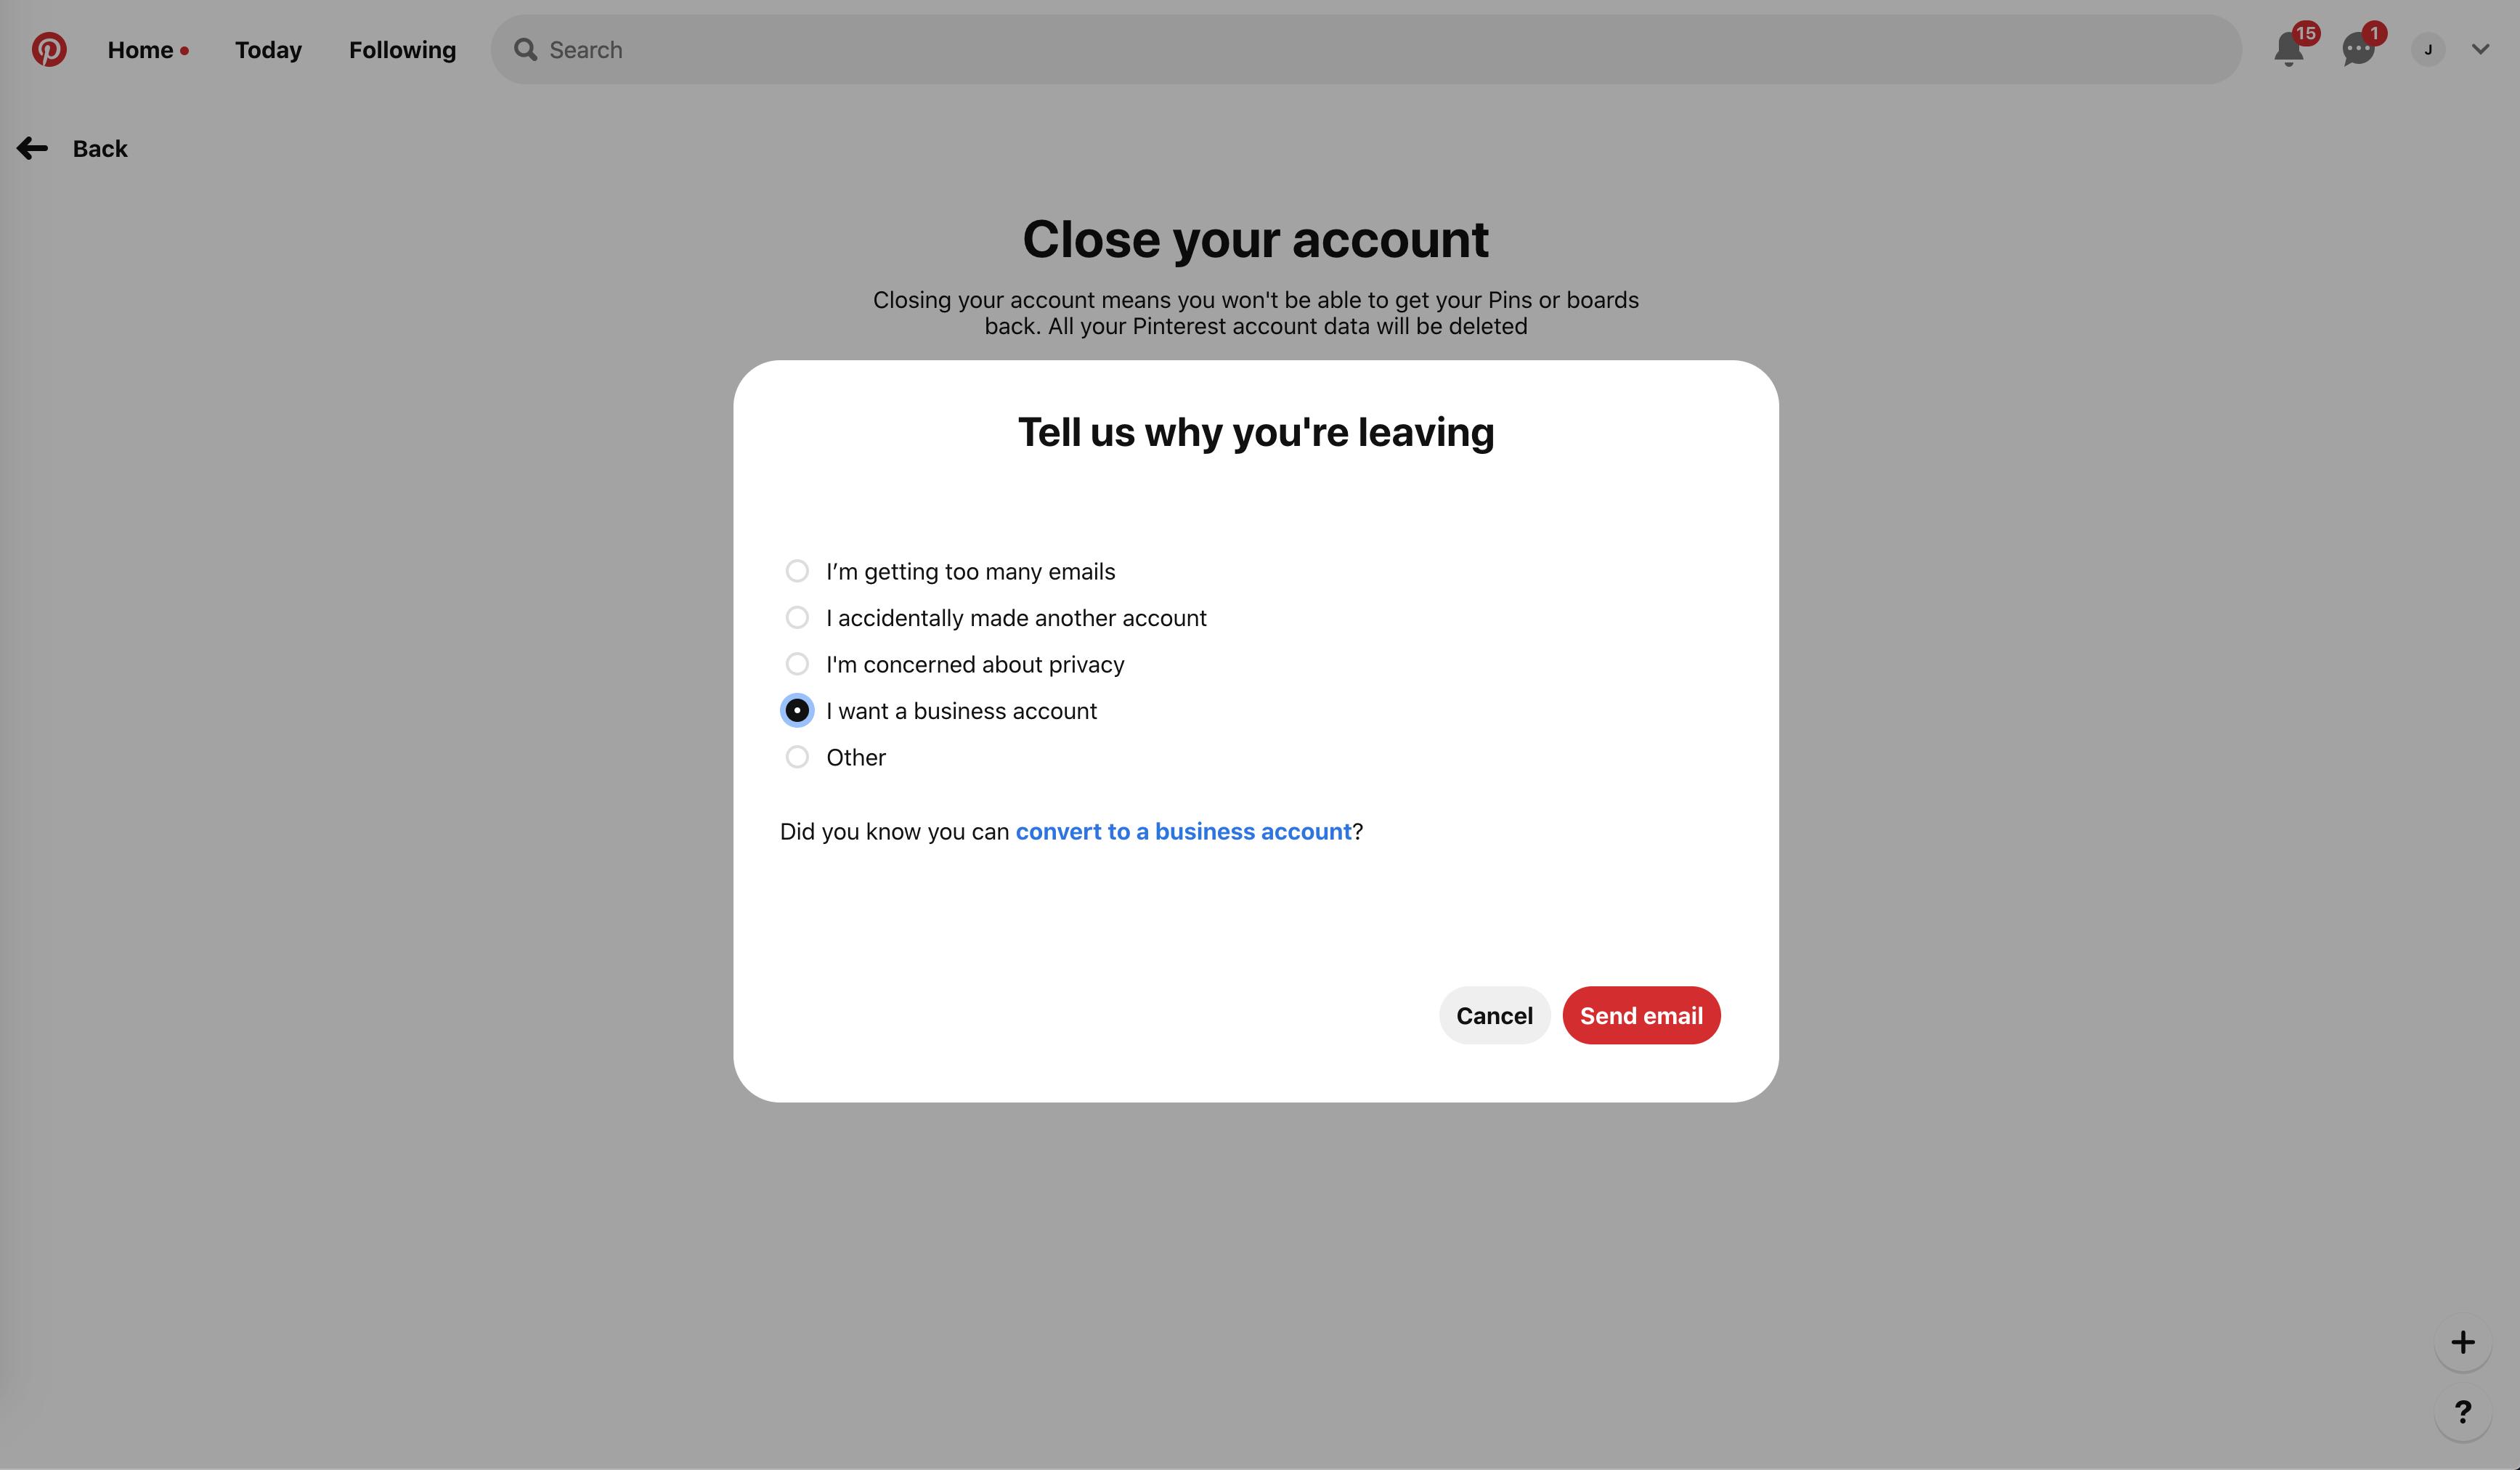 Home
Today
Following
Search
15
1
J
Back
Close your account
Closing your account means you won't be able to get your Pins or boards
back. All your Pinterest account data will be deleted
Tell us why you're leaving
I’m getting too many emails
I accidentally made another account
I'm concerned about privacy
I want a business account
Other
Did you know you can convert to a business account?
Cancel
Send email
+
?